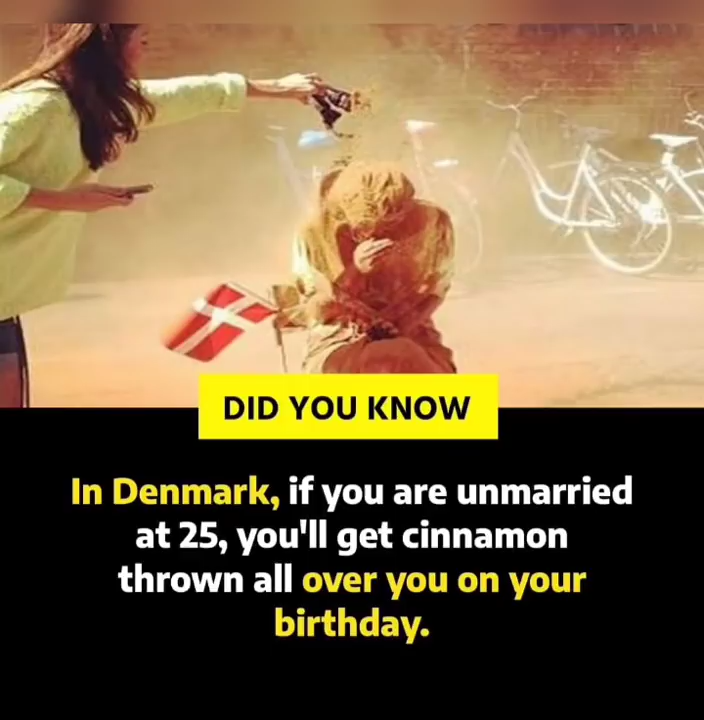 DID YOU KNOW
In Denmark, if you are unmarried
at 25, you'll get cinnamon
thrown all over you on your
birthday.